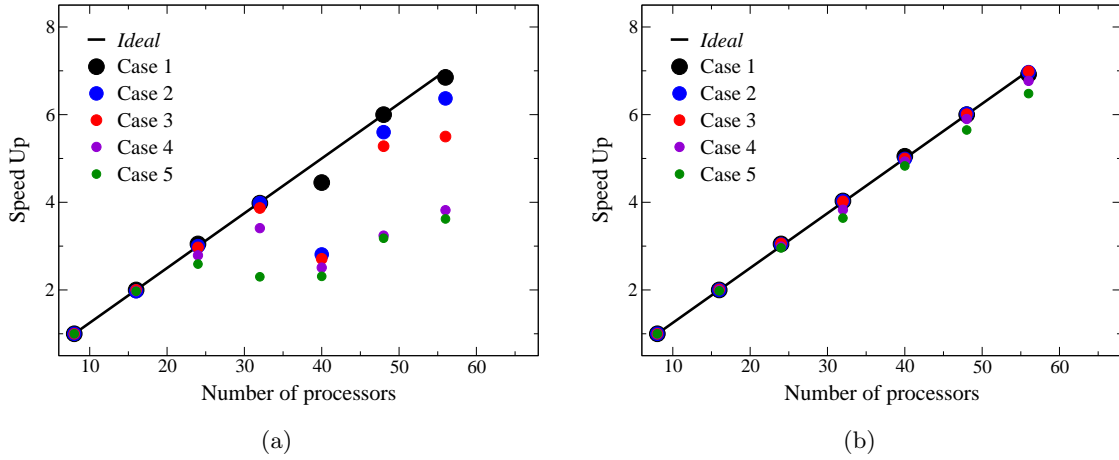 8
6
4
2
Speed Up
Ideal
Case 1
Case 2
Case 3
Case 4
Case 5
10 20 30 40 50 60
Number of processors
(a)
8
6
4
2
Speed Up
Ideal
Case 1
Case 2
Case 3
Case 4
Case 5
10 20 30 40 50 60
Number of processors
(b)